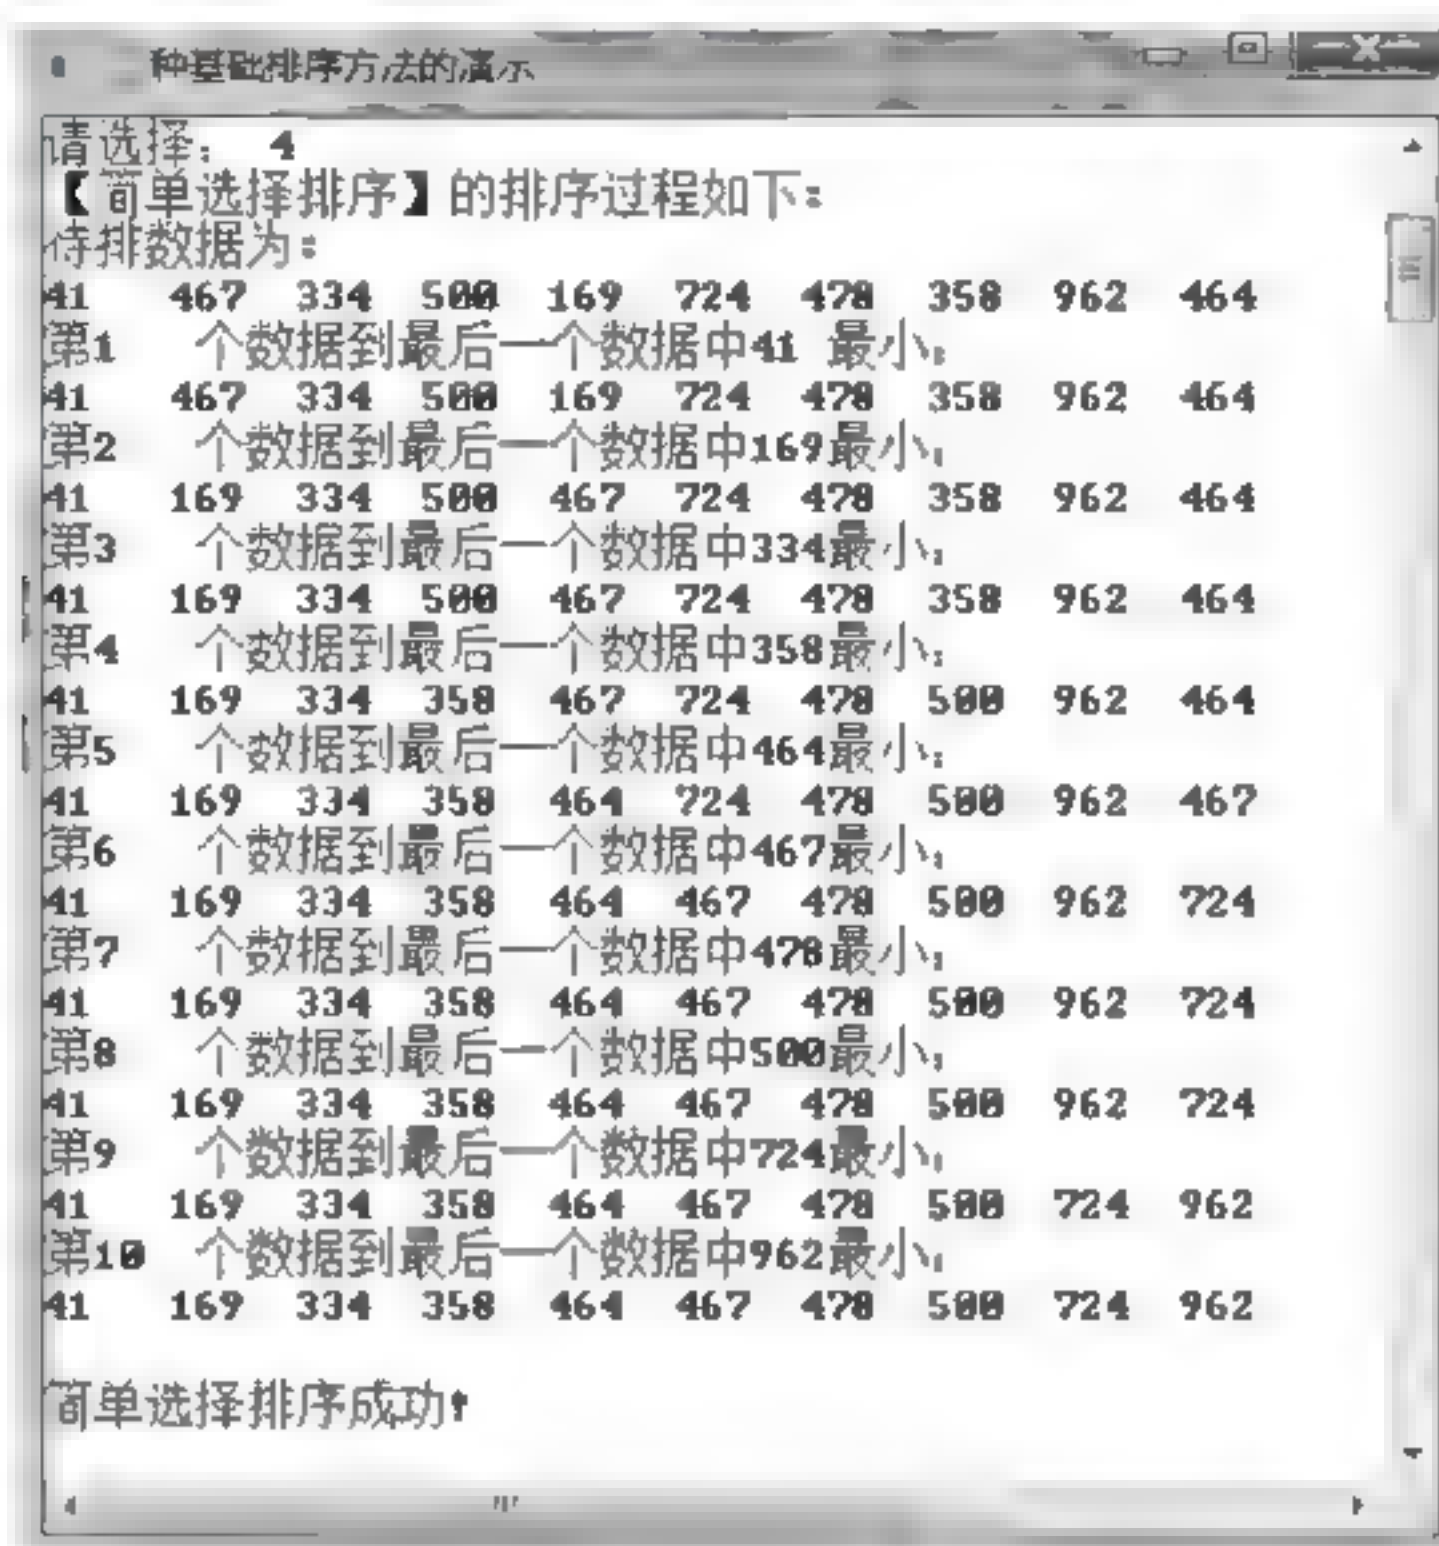 种基础排序方法的演示
请选择： 4
【简单选择排序】的排序过程如下：
待排数据为：
41 467 334 500 169 724 478 358 962 464
第1 个数据到最后一个数据中41 最小：
41 467 334 500 169 724 478 358 962 464
第2 个数据到最后一个数据中169最小：
41 169 334 500 467 724 478 358 962 464
第3 个数据到最后一个数据中334最小：
41 169 334 500 467 724 478 358 962 464
第4 个数据到最后一个数据中358最小：
41 169 334 358 467 724 478 500 962 464
第5 个数据到最后一个数据中464最小：
41 169 334 358 464 724 478 500 962 467
第6 个数据到最后一个数据中467最小：
41 169 334 358 464 467 478 500 962 724
第7 个数据到最后一个数据中478最小：
41 169 334 358 464 467 478 500 962 724
第8 个数据到最后一个数据中500最小：
41 169 334 358 464 467 478 500 962 724
第9 个数据到最后一个数据中724最小：
41 169 334 358 464 467 478 500 724 962
第10 个数据到最后一个数据中962最小：
41 169 334 358 464 467 478 500 724 962
简单选择排序成功！